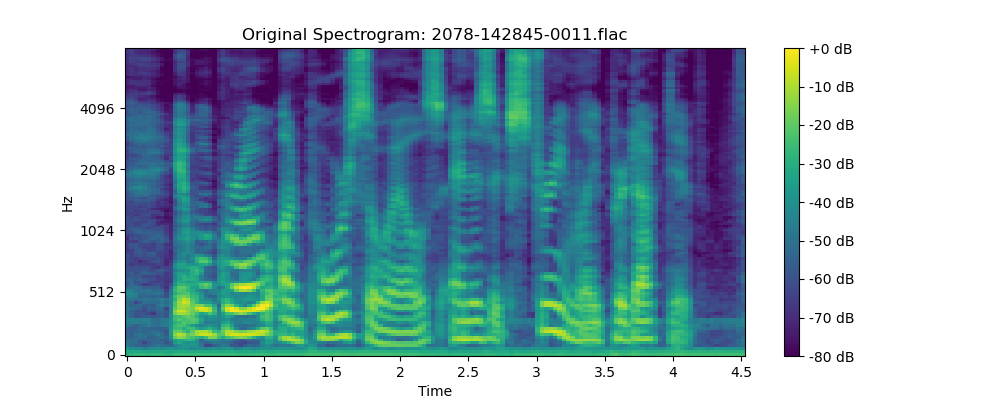 Original Spectrogram: 2078-142845-0011.flac
Hz
4096
2048
1024
512
0
0 0.5 1 1.5 2 2.5 3 3.5 4 4.5
Time
+0 dB
-10 dB
-20 dB
-30 dB
-40 dB
-50 dB
-60 dB
-70 dB
-80 dB